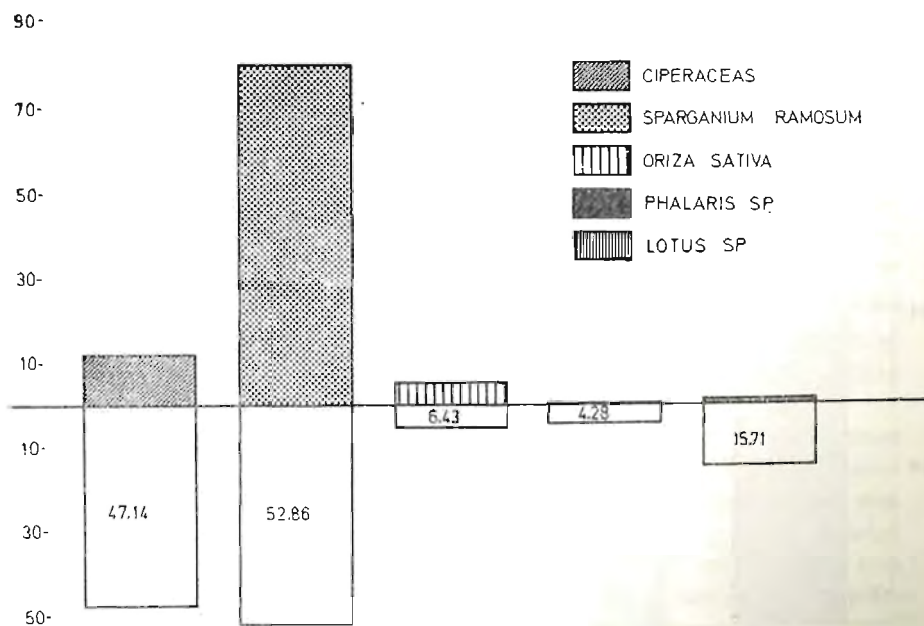 90-
70-
50-
30-
10-
10-
30-
50-
CIPERACEAS
SPARGANIUM RAMOSUM
ORIZA SATIVA
PHALARIS SP.
LOTUS SP
47.14
52.86
6.43
4.28
15.71